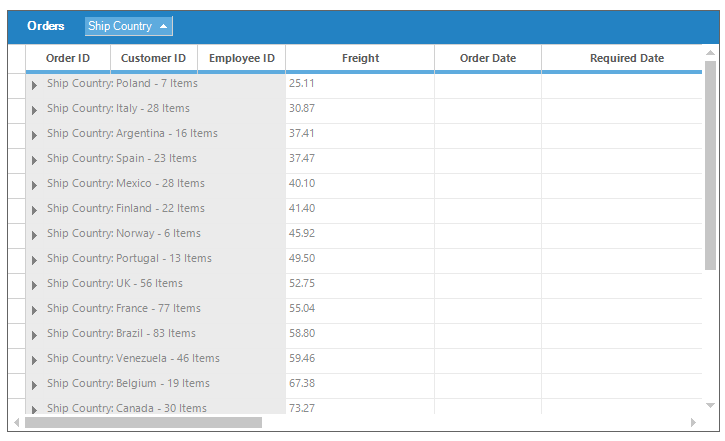 Orders Ship Country
Order ID Customer ID Employee ID Freight Order Date Required Date
Ship Country: Poland - 7 Items 25.11
Ship Country: Italy - 28 Items 30.87
Ship Country: Argentina - 16 Items 37.41
Ship Country: Spain - 23 Items 37.47
Ship Country: Mexico - 28 Items 40.10
Ship Country: Finland - 22 Items 41.40
Ship Country: Norway - 6 Items 45.92
Ship Country: Portugal - 13 Items 49.50
Ship Country: UK - 56 Items 52.75
Ship Country: France - 77 Items 55.04
Ship Country: Brazil - 83 Items 58.80
Ship Country: Venezuela - 46 Items 59.46
Ship Country: Belgium - 19 Items 67.38
Ship Country: Canada - 30 Items 73.27